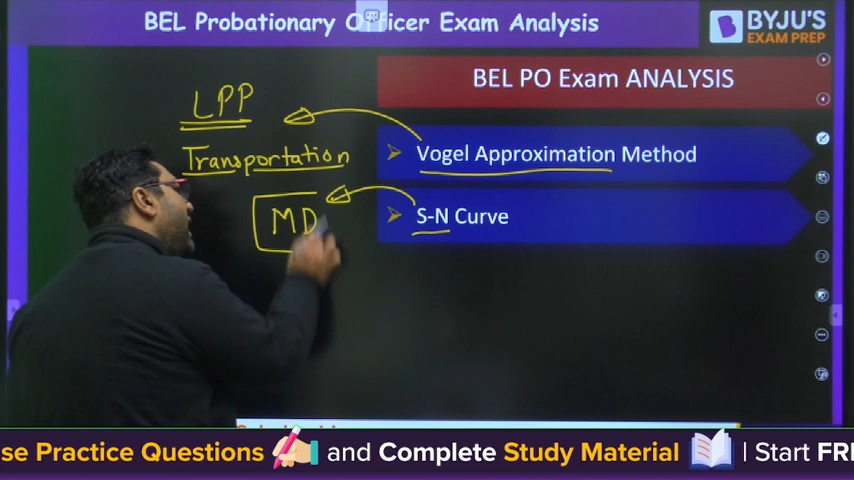 BEL Probationary Officer Exam Analysis
BYJU'S
EXAM PREP
BEL PO Exam ANALYSIS
LPP
Vogel Approximation Method
Transportation
S-N Curve
MD
se Practice Questions and Complete Study Material | Start FRE